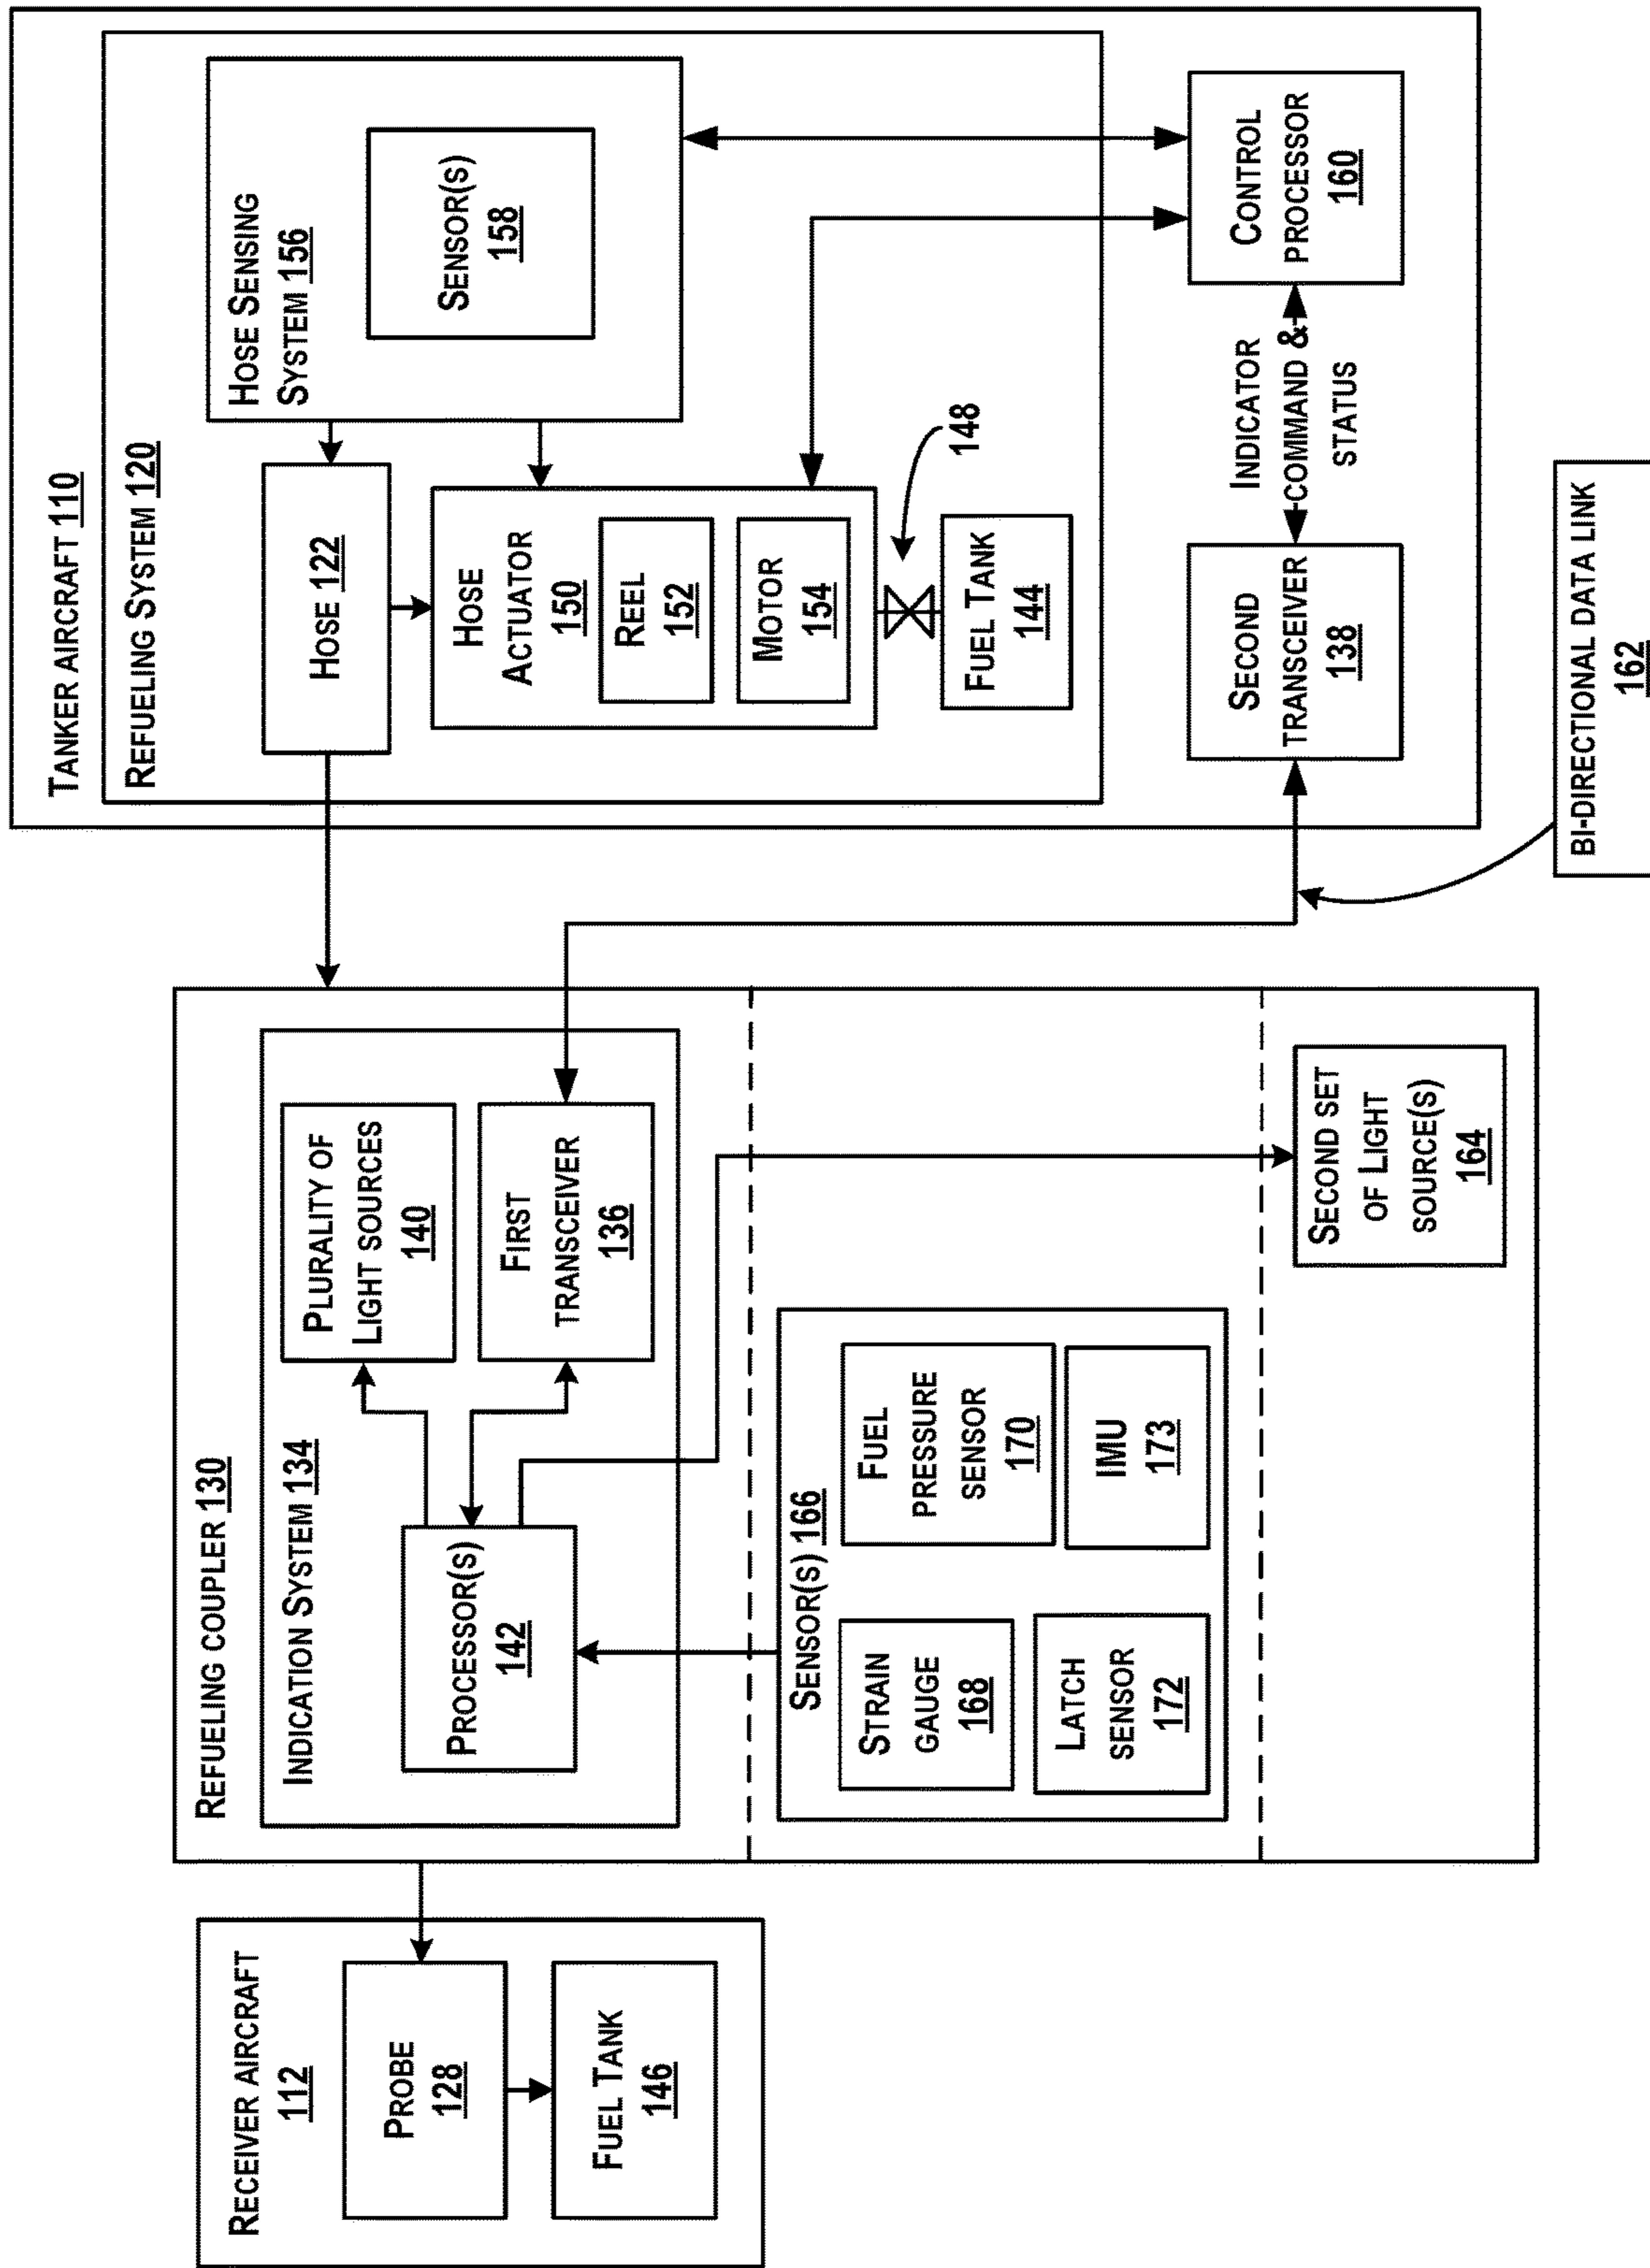 RECEIVER AIRCRAFT
112
PROBE
128
FUEL TANK
146
REFUELING COUPLER 130
INDICATION SYSTEM 134
PROCESSOR(S)
142
PLURALITY OF
LIGHT SOURCES
140
FIRST
TRANSCEIVER
136
SENSOR(S) 166
STRAIN
GAUGE
168
FUEL
PRESSURE
SENSOR
170
LATCH
SENSOR
172
IMU
173
SECOND SET
OF LIGHT
SOURCE(S)
164
TANKER AIRCRAFT 110
REFUELING SYSTEM 120
HOSE 122
HOSE SENSING
SYSTEM 156
SENSOR(S)
158
HOSE
ACTUATOR
150
REEL
152
MOTOR
154
148
FUEL TANK
144
SECOND
TRANSCEIVER
138
INDICATOR
COMMAND &
STATUS
CONTROL
PROCESSOR
160
BI-DIRECTIONAL DATA LINK
162